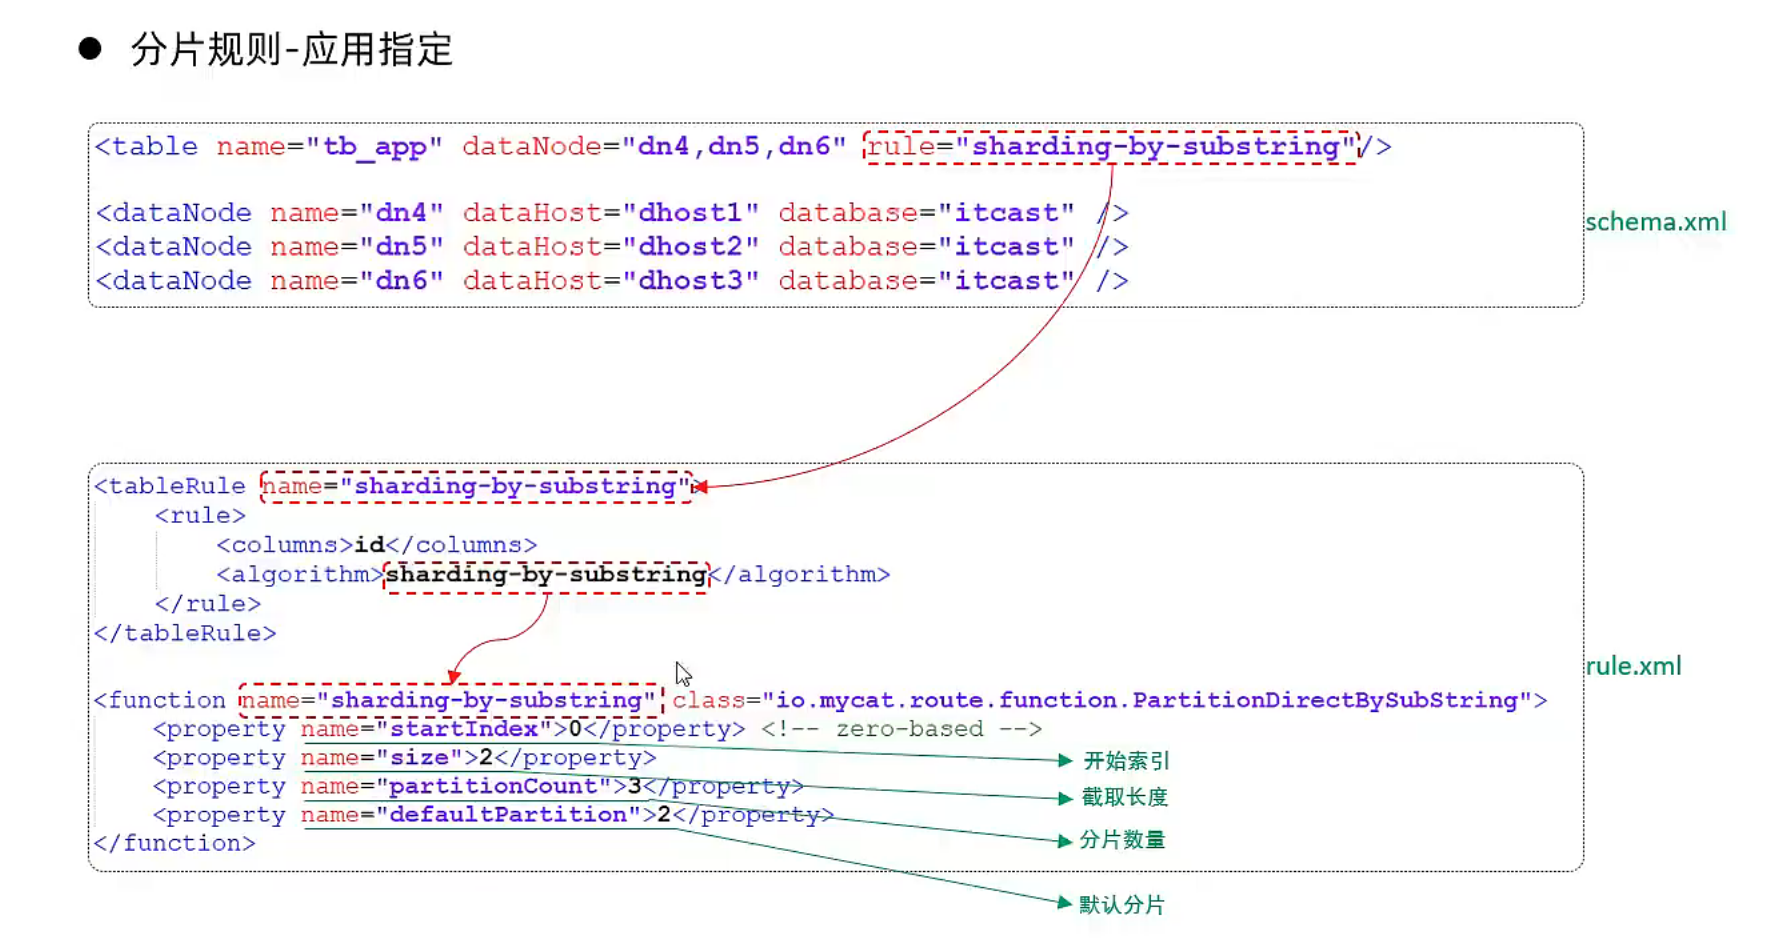 ● 分片规则-应用指定
<table name="tb_app" dataNode="dn4,dn5,dn6" rule="sharding-by-substring"/>
<dataNode name="dn4" dataHost="dhost1" database="itcast" />
<dataNode name="dn5" dataHost="dhost2" database="itcast" />
<dataNode name="dn6" dataHost="dhost3" database="itcast" />
schema.xml
<tableRule name="sharding-by-substring">
<rule>
<columns>id</columns>
<algorithm>sharding-by-substring</algorithm>
</rule>
</tableRule>
rule.xml
<function name="sharding-by-substring" class="io.mycat.route.function.PartitionDirectBySubString">
<property name="startIndex">0</property> <!-- zero-based -->
<property name="size">2</property>
<property name="partitionCount">3</property>
<property name="defaultPartition">2</property>
</function>
开始索引
截取长度
分片数量
默认分片